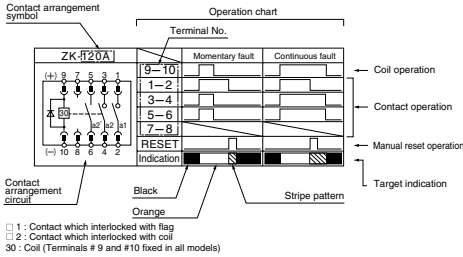 Contact arrangement symbol
Operation chart
Terminal No.
ZK-120A
Momentary fault
Continuous fault
(+) 9 7 5 3 1
30
a2 a2 a1
(−) 10 8 6 4 2
9–10
1–2
3–4
5–6
7–8
RESET
Indication
Coil operation
Contact operation
Manual reset operation
Target indication
Contact arrangement circuit
Black
Orange
Stripe pattern
□ 1 : Contact which interlocked with flag
□ 2 : Contact which interlocked with coil
30 : Coil (Terminals # 9 and #10 fixed in all models)